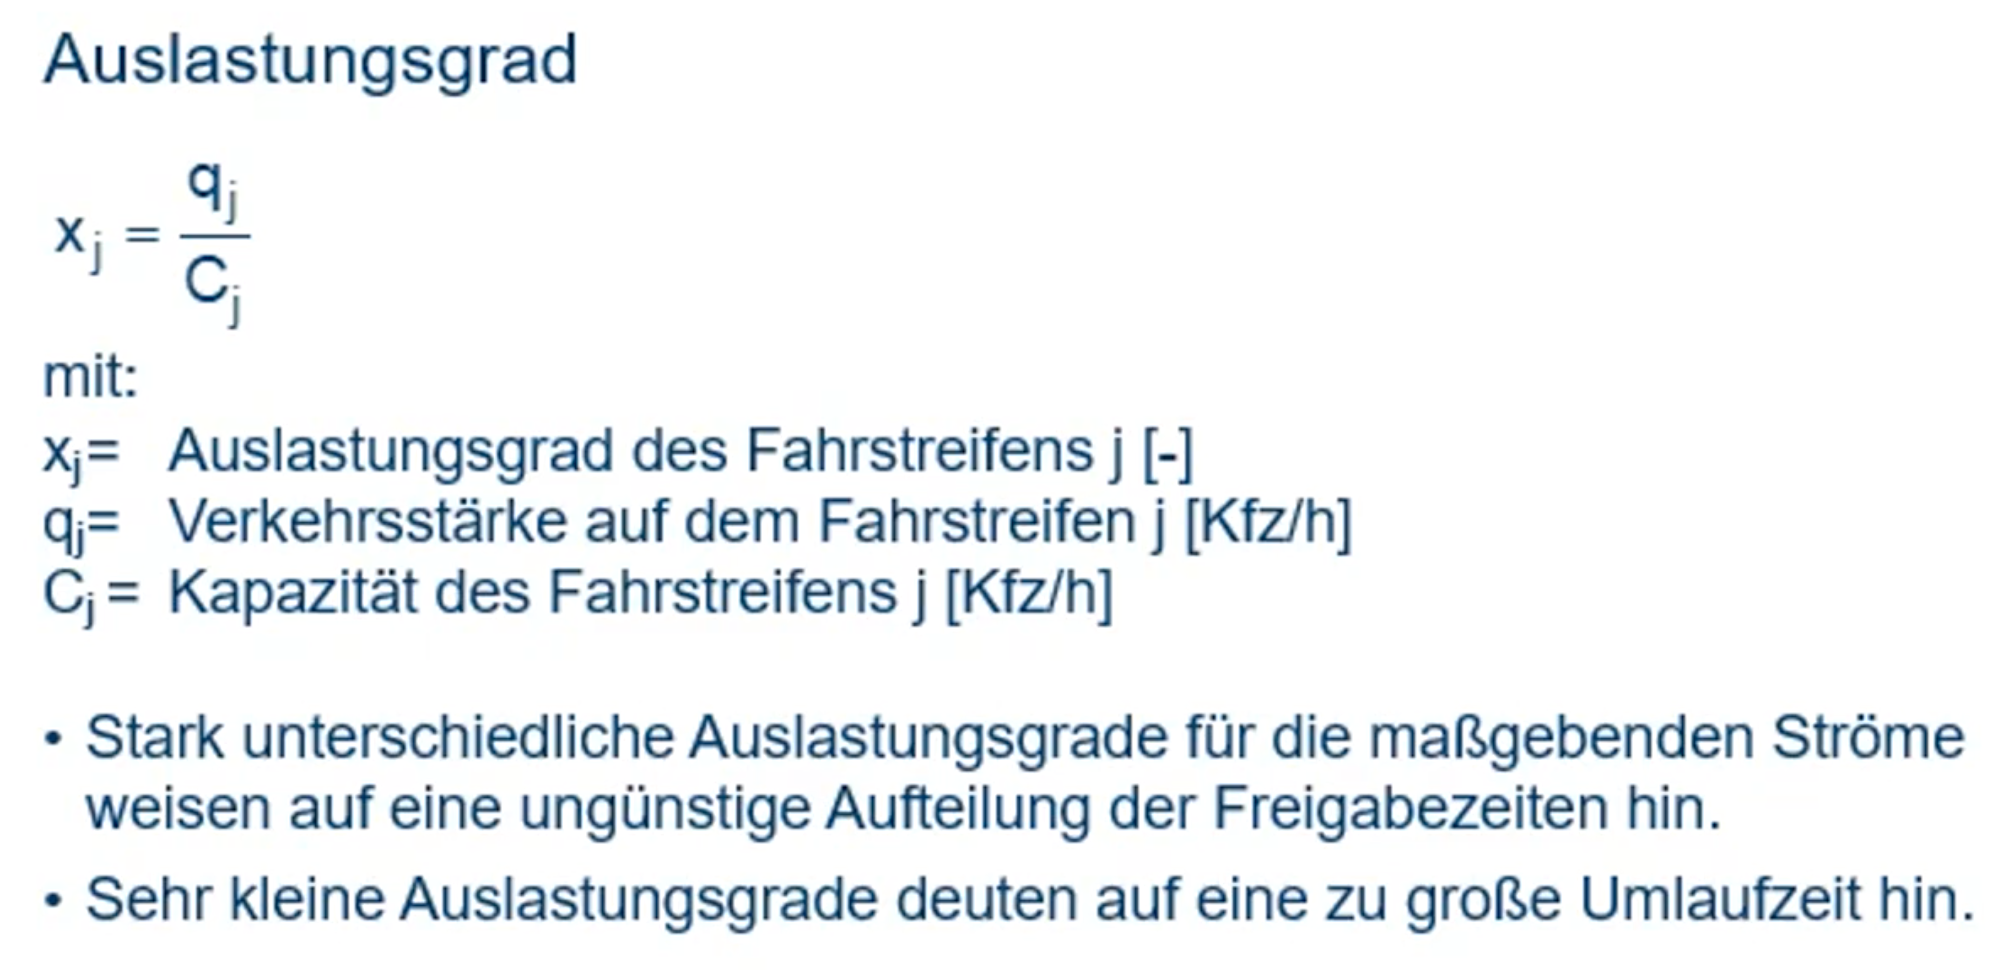 Auslastungsgrad
x_j = q_j / C_j
mit:
x_j= Auslastungsgrad des Fahrstreifens j [-]
q_j= Verkehrsstärke auf dem Fahrstreifen j [Kfz/h]
C_j = Kapazität des Fahrstreifens j [Kfz/h]
• Stark unterschiedliche Auslastungsgrade für die maßgebenden Ströme
weisen auf eine ungünstige Aufteilung der Freigabezeiten hin.
• Sehr kleine Auslastungsgrade deuten auf eine zu große Umlaufzeit hin.